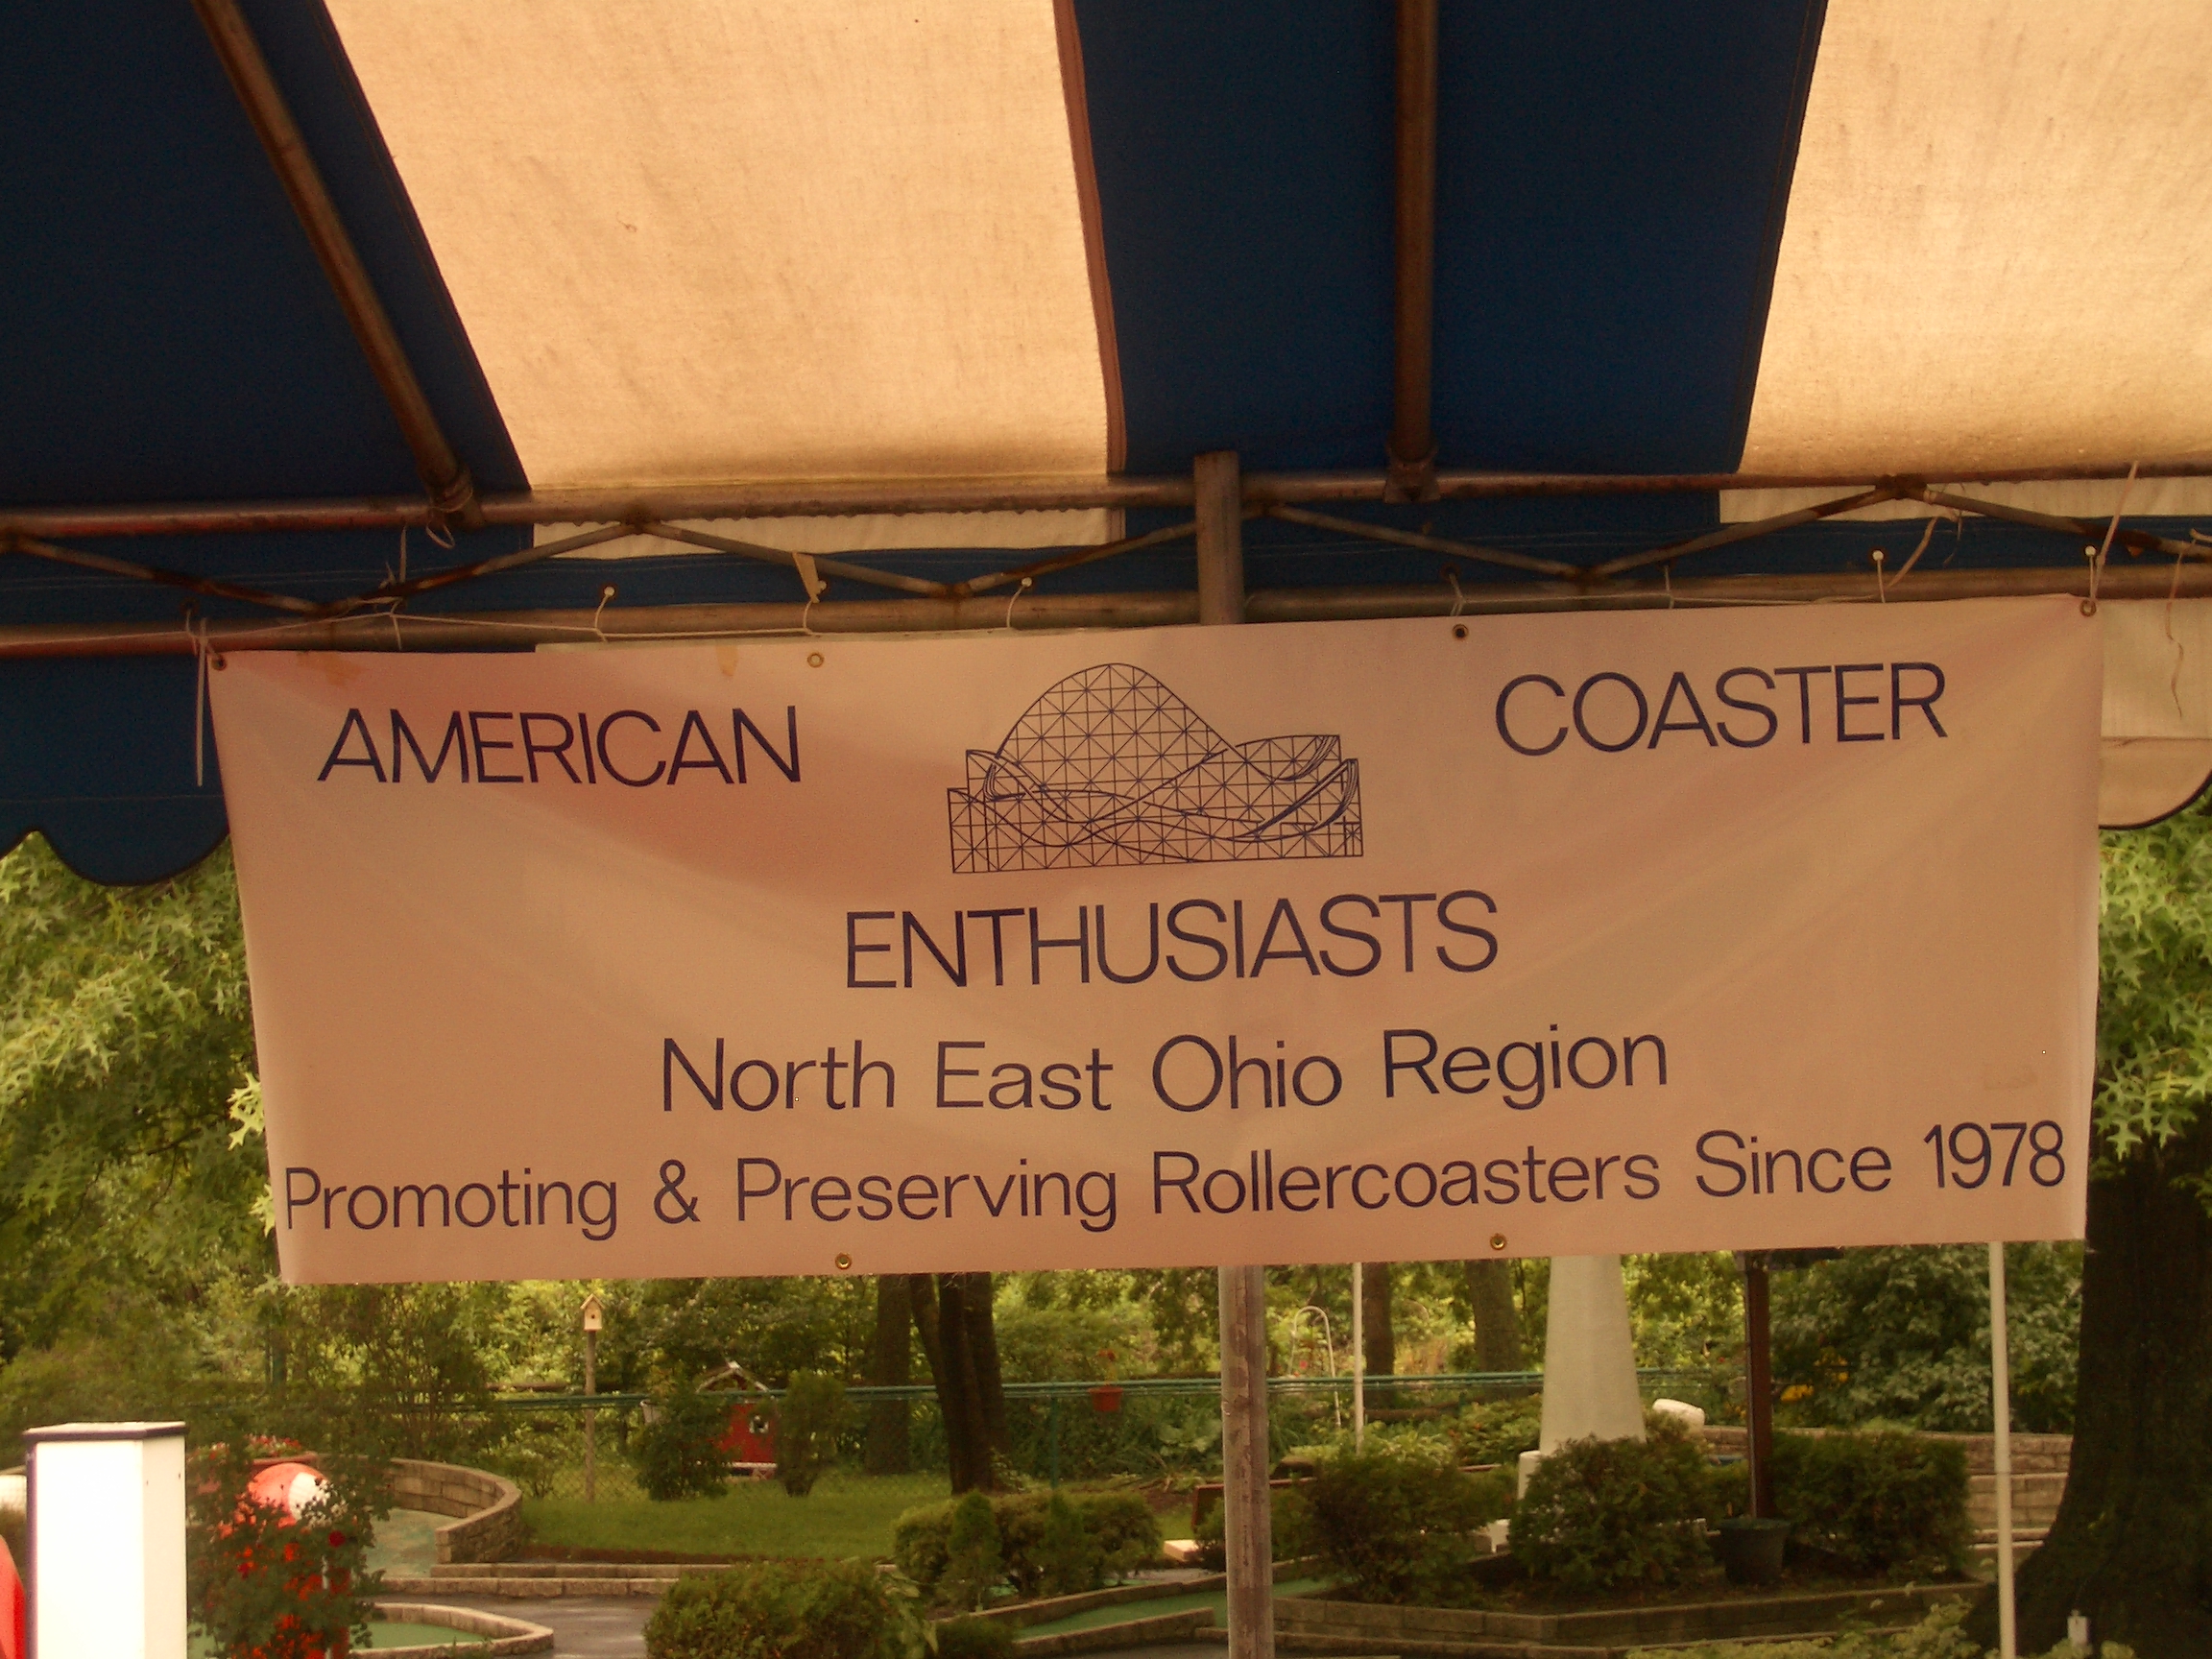 AMERICAN COASTER
ENTHUSIASTS
North East Ohio Region
Promoting & Preserving Rollercoasters Since 1978